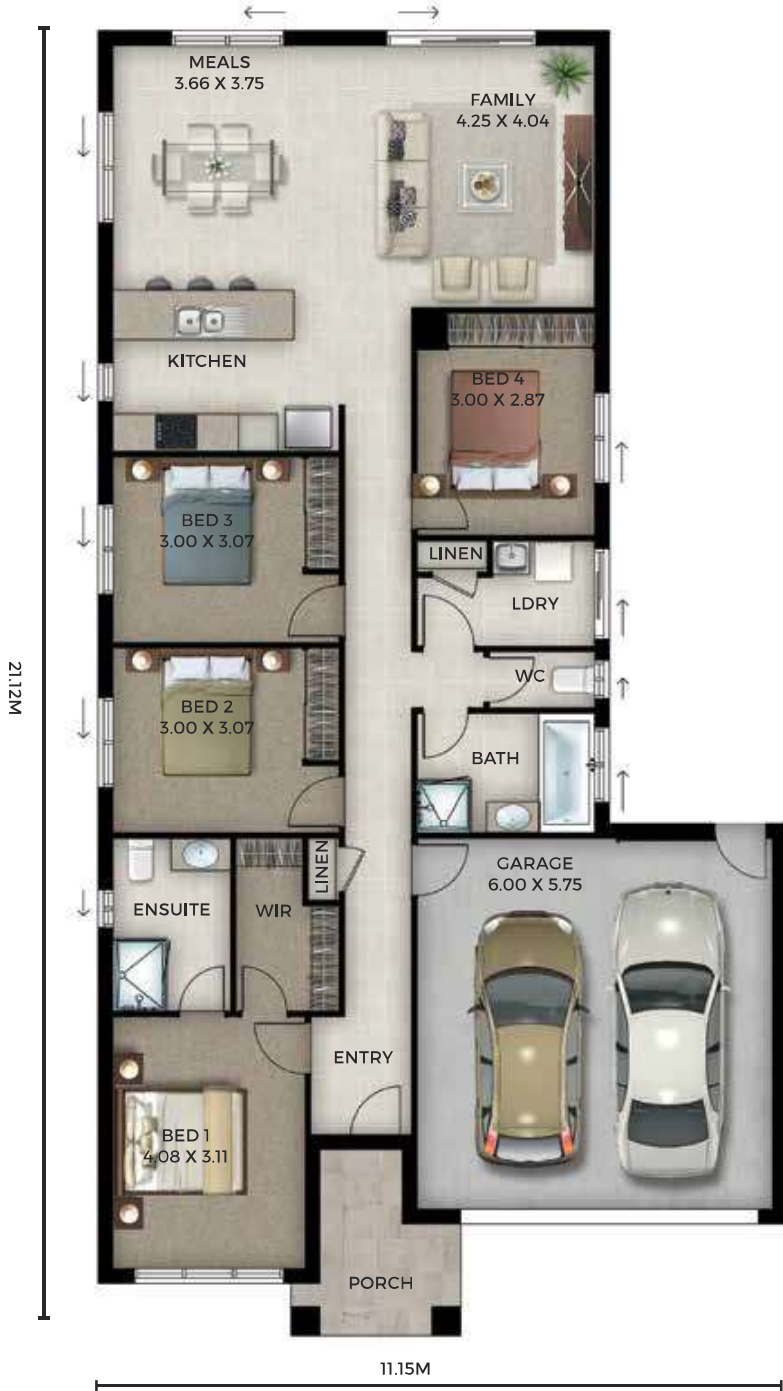 MEALS
3.66 X 3.75
FAMILY
4.25 X 4.04
KITCHEN
BED 4
3.00 X 2.87
BED 3
3.00 X 3.07
LINEN
LDRY
WC
BED 2
3.00 X 3.07
BATH
LINEN
GARAGE
6.00 X 5.75
ENSUITE
WIR
ENTRY
BED 1
4.08 X 3.11
PORCH
21.12M
11.15M